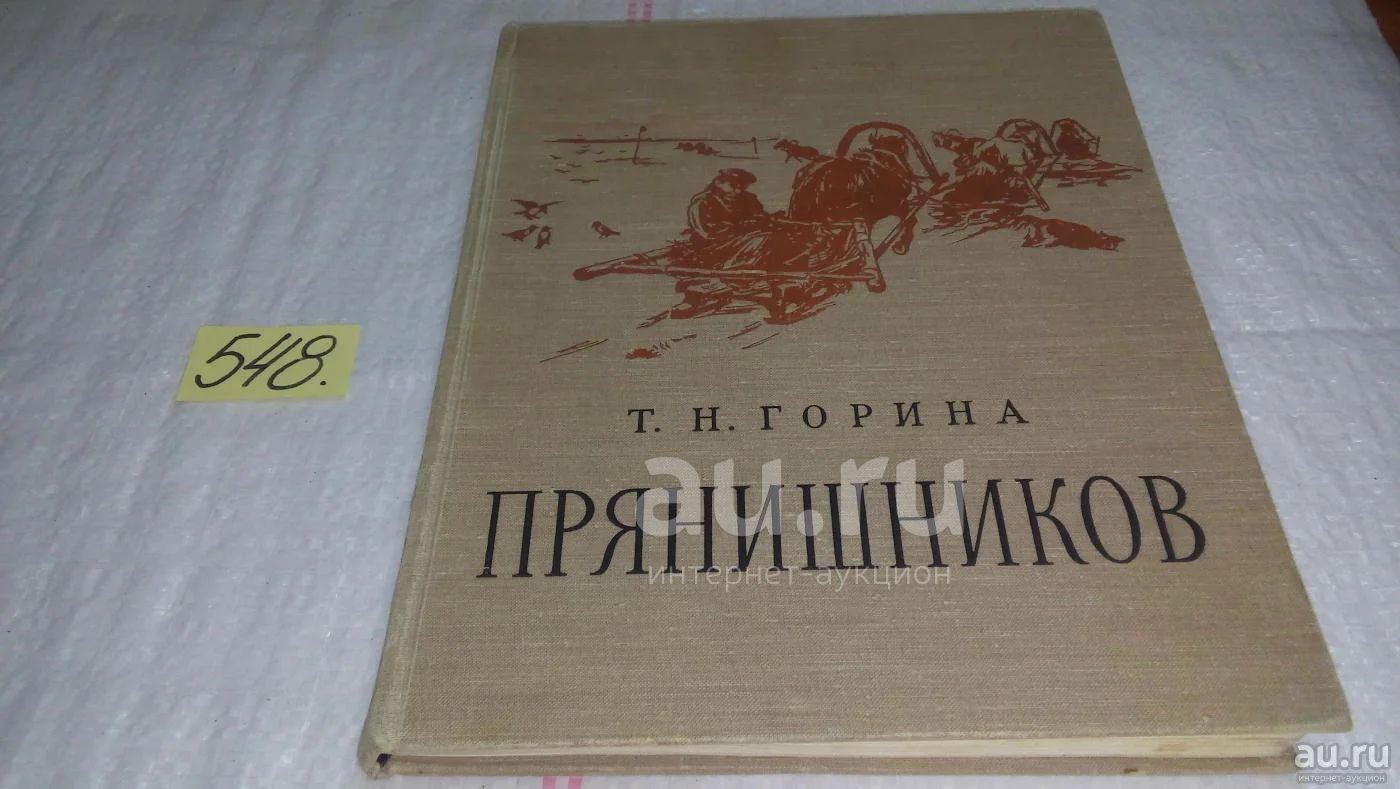 548.
Т. Н. ГОРИНА
ПРЯНИШНИКОВ
au.ru
интернет-аукцион
au.ru
интернет-аукцион